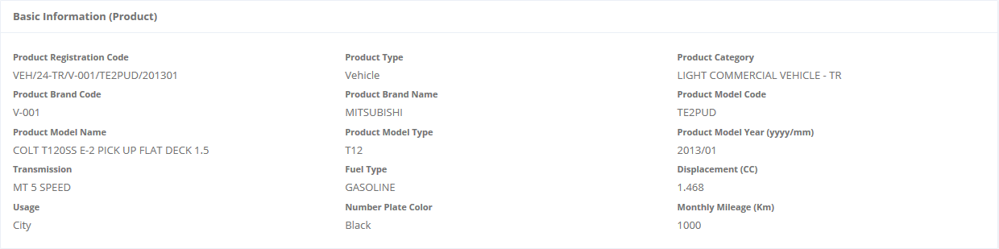 Basic Information (Product)
Product Registration Code Product Type Product Category
VEH/24-TR/V-001/TE2PUD/201301 Vehicle LIGHT COMMERCIAL VEHICLE - TR
Product Brand Code Product Brand Name Product Model Code
V-001 MITSUBISHI TE2PUD
Product Model Name Product Model Type Product Model Year (yyyy/mm)
COLT T120SS E-2 PICK UP FLAT DECK 1.5 T12 2013/01
Transmission Fuel Type Displacement (CC)
MT 5 SPEED GASOLINE 1.468
Usage Number Plate Color Monthly Mileage (Km)
City Black 1000